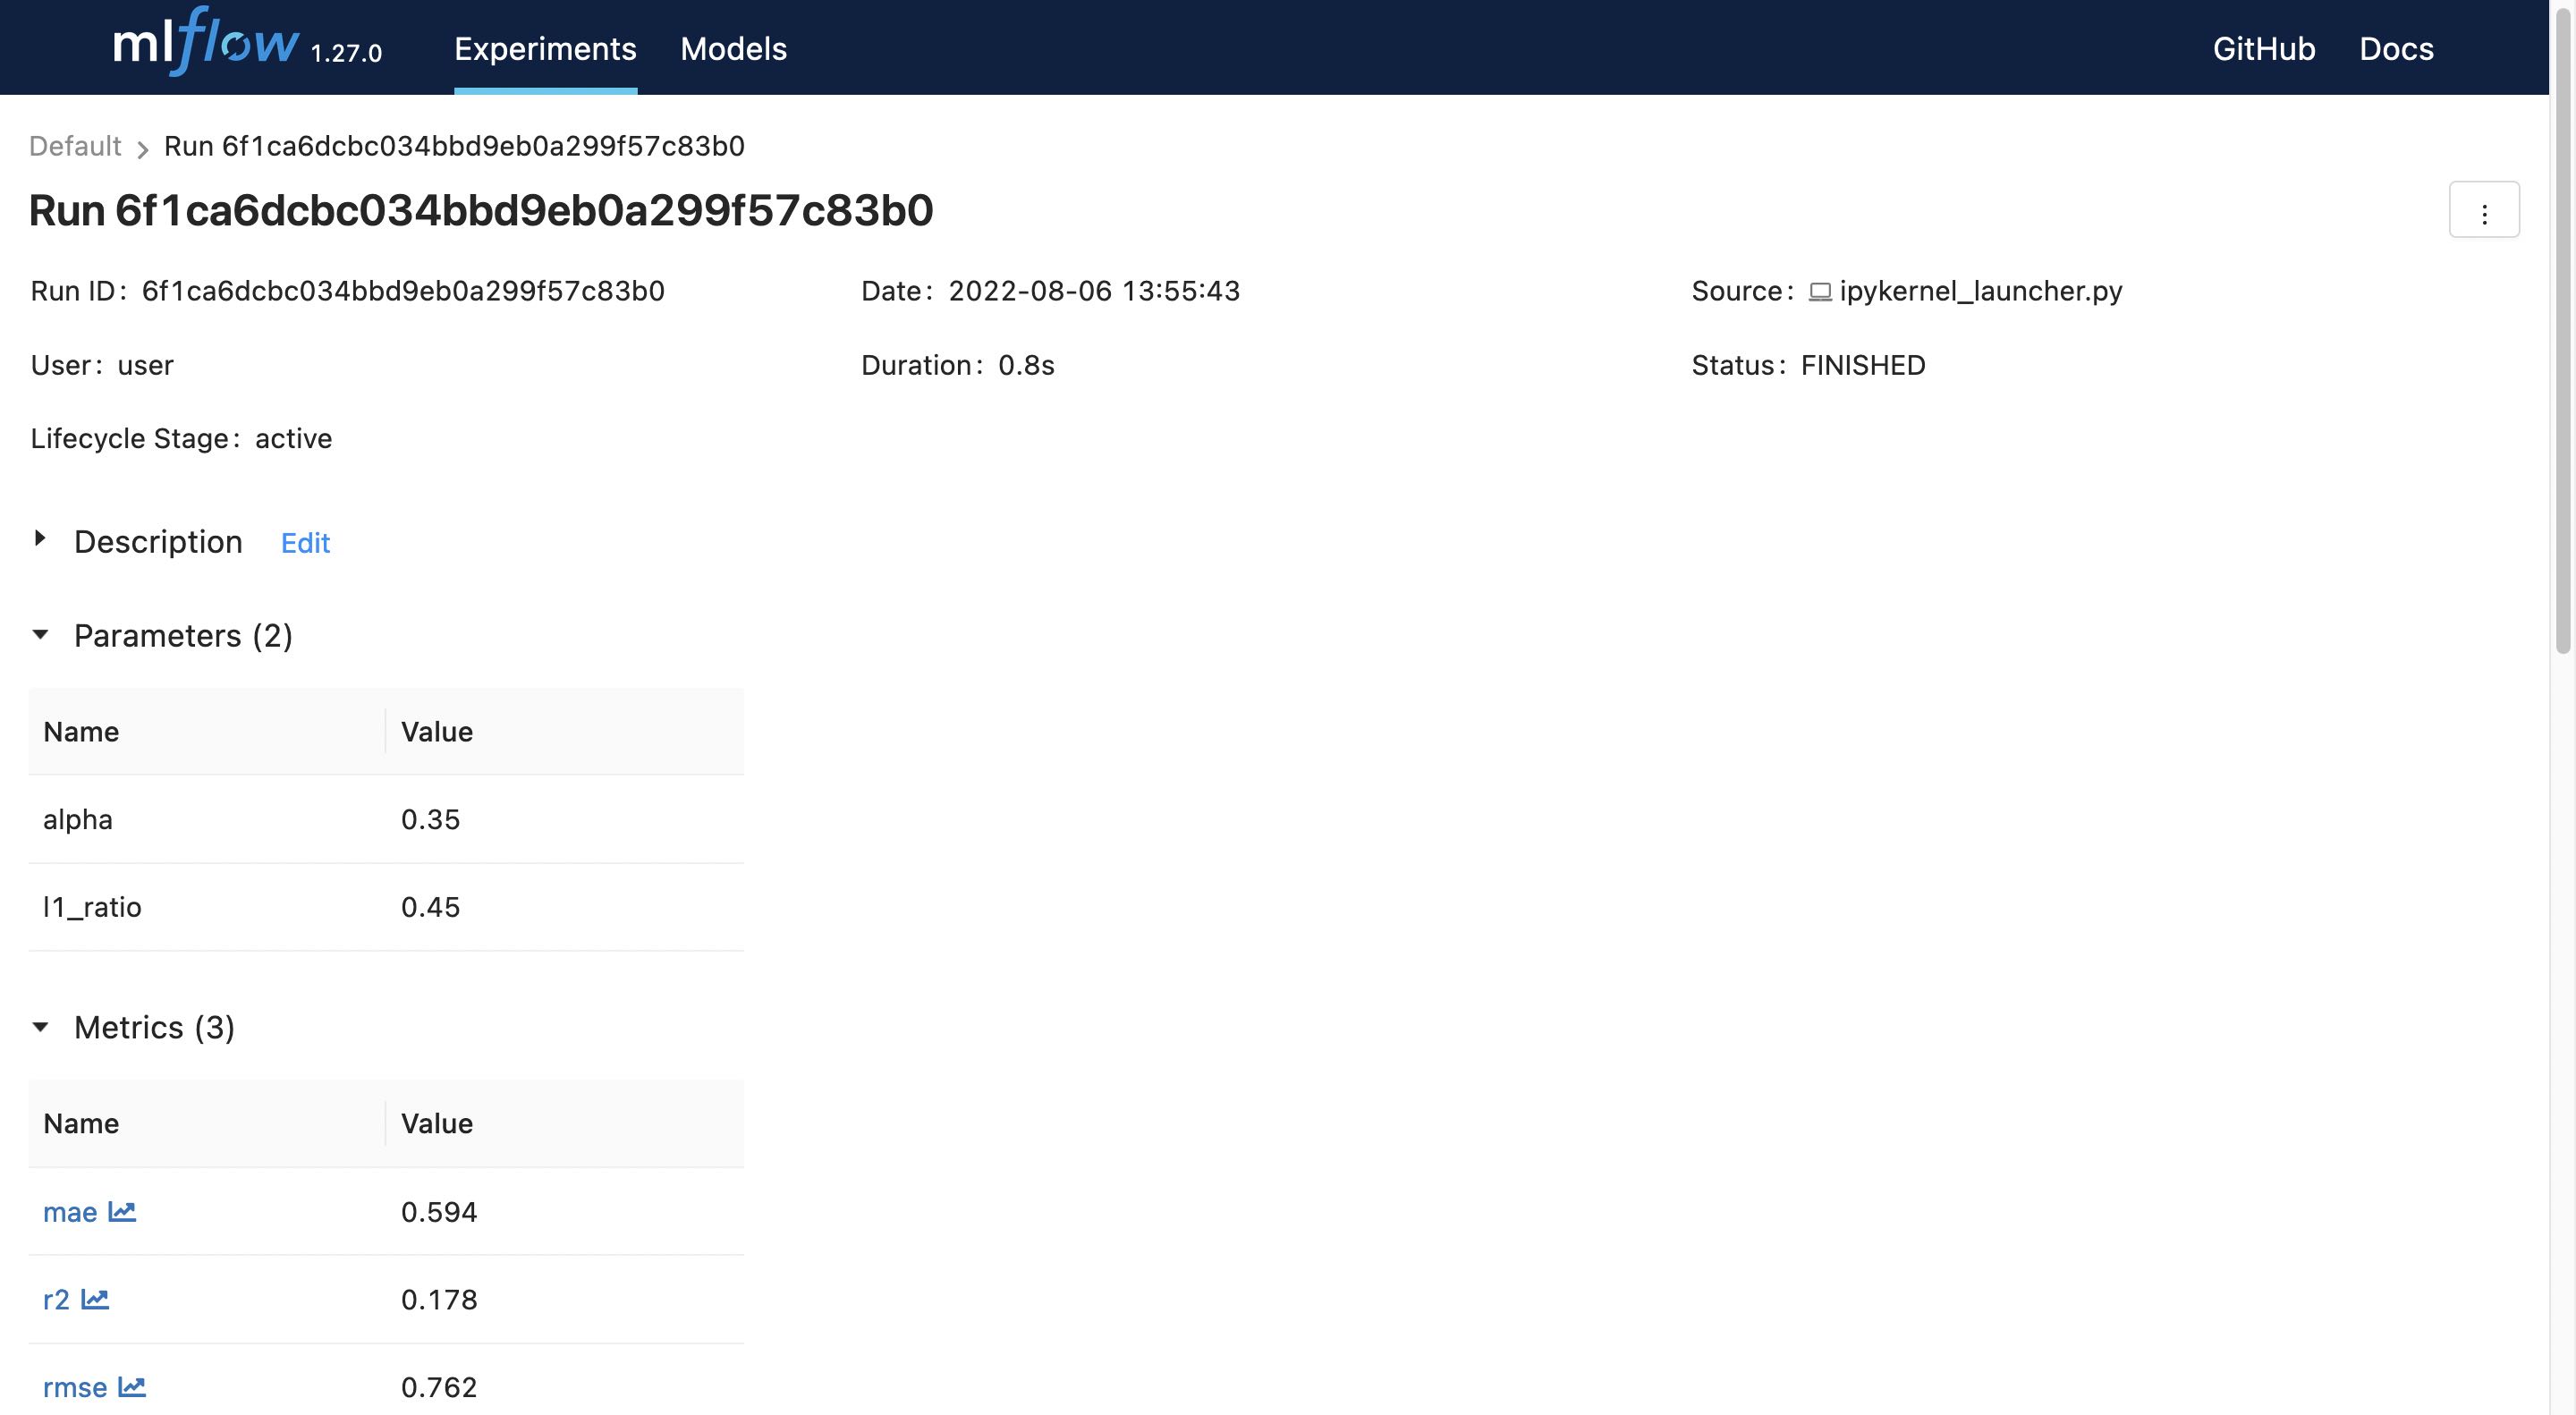 mlflow 1.27.0 Experiments Models GitHub Docs
Default > Run 6f1ca6dcbc034bbd9eb0a299f57c83b0
Run 6f1ca6dcbc034bbd9eb0a299f57c83b0
Run ID: 6f1ca6dcbc034bbd9eb0a299f57c83b0 Date: 2022-08-06 13:55:43 Source: ipykernel_launcher.py
User: user Duration: 0.8s Status: FINISHED
Lifecycle Stage: active
Description Edit
Parameters (2)
Name Value
alpha 0.35
l1_ratio 0.45
Metrics (3)
Name Value
mae 0.594
r2 0.178
rmse 0.762